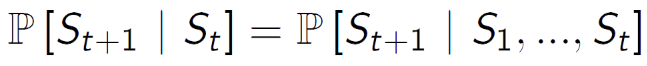 ℙ [S_{t+1} | S_t] = ℙ [S_{t+1} | S_1, ..., S_t]